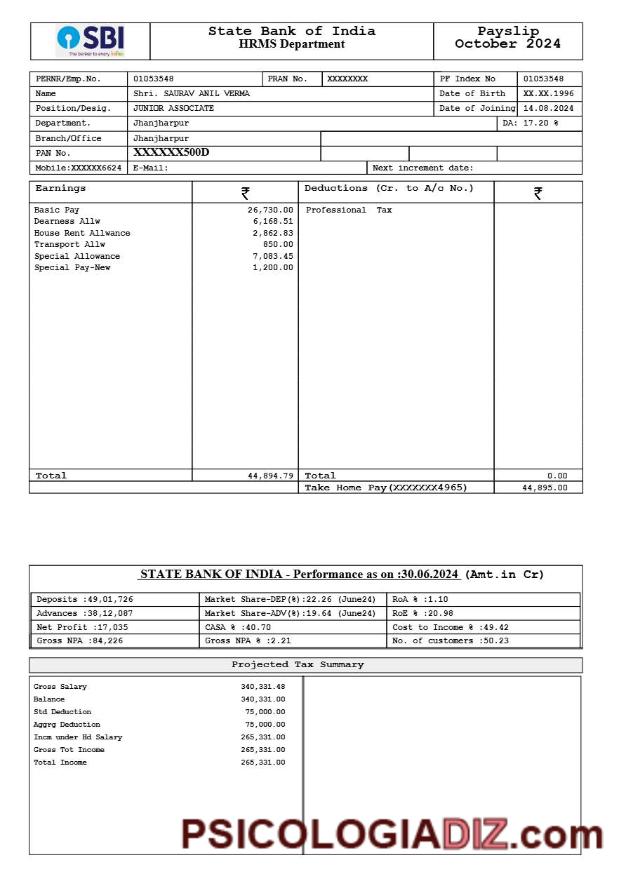 SBI
The banker to every Indian
State Bank of India
HRMS Department
Payslip
October 2024
PERNR/Emp.No. 01053548 PRAN No. XXXXXXXX PF Index No 01053548
Name Shri. SAURAV ANIL VERMA Date of Birth XX.XX.1996
Position/Desig. JUNIOR ASSOCIATE Date of Joining 14.08.2024
Department. Jhanjharpur DA: 17.20 %
Branch/Office Jhanjharpur
PAN No. XXXXXX500D
Mobile:XXXXXX6624 E-Mail: Next increment date:
Earnings ₹ Deductions (Cr. to A/c No.) ₹
Basic Pay 26,730.00 Professional Tax
Dearness Allw 6,168.51
House Rent Allwance 2,862.83
Transport Allw 850.00
Special Allowance 7,083.45
Special Pay-New 1,200.00
Total 44,894.79 Total 0.00
Take Home Pay(XXXXXXX4965) 44,895.00
STATE BANK OF INDIA - Performance as on :30.06.2024 (Amt.in Cr)
Deposits :49,01,726 Market Share-DEP(%):22.26 (June24) RoA % :1.10
Advances :38,12,087 Market Share-ADV(%):19.64 (June24) RoE % :20.98
Net Profit :17,035 CASA % :40.70 Cost to Income % :49.42
Gross NPA :84,226 Gross NPA % :2.21 No. of customers :50.23
Projected Tax Summary
Gross Salary 340,331.48
Balance 340,331.00
Std Deduction 75,000.00
Aggrg Deduction 75,000.00
Incm under Hd Salary 265,331.00
Gross Tot Income 265,331.00
Total Income 265,331.00
PSICOLOGIADIZ.com